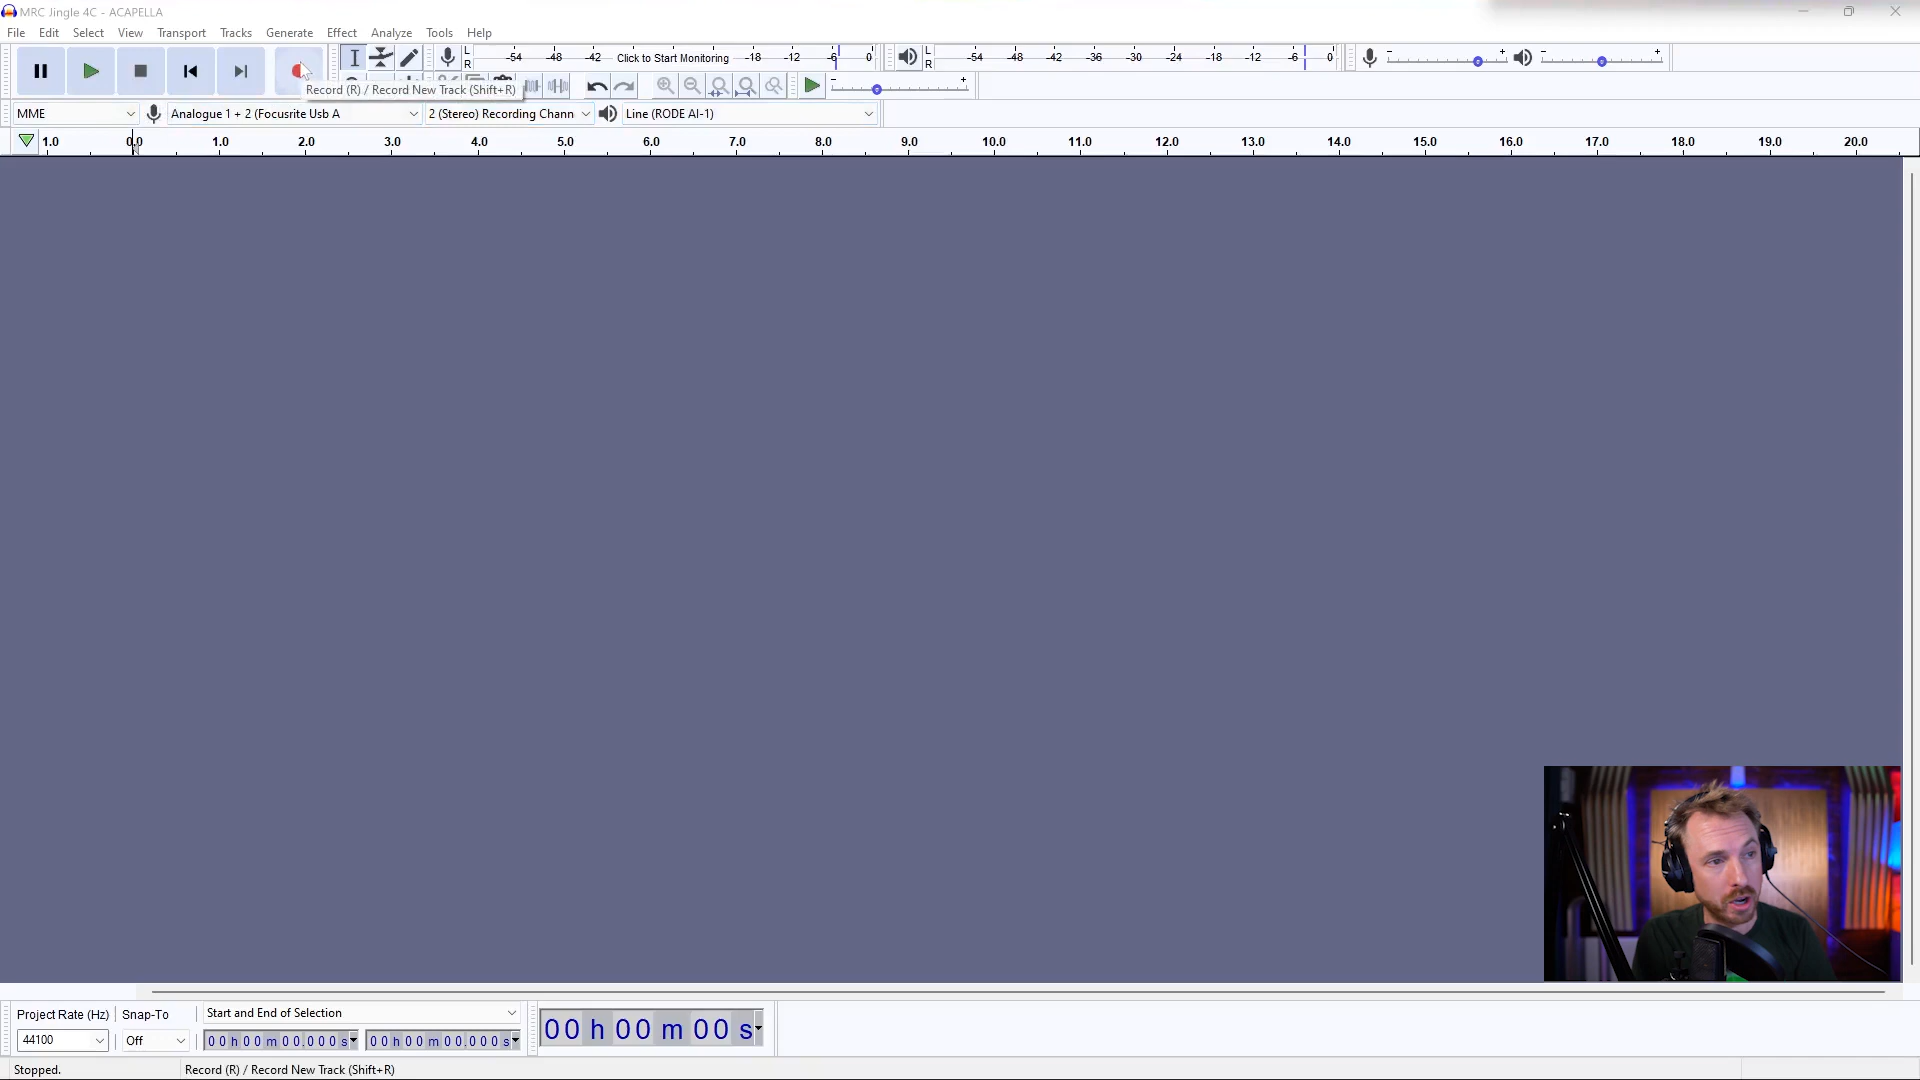 MRC Jingle 4C - ACAPELLA
File Edit Select View Transport Tracks Generate Effect Analyze Tools Help
L R -54 -48 -42 Click to Start Monitoring -18 -12 -6 0 L R -54 -48 -42 -36 -30 -24 -18 -12 -6 0 - + - +
Record (R) / Record New Track (Shift+R) - +
MME Analogue 1 + 2 (Focusrite Usb A 2 (Stereo) Recording Chann Line (RODE AI-1)
1.0 0.0 1.0 2.0 3.0 4.0 5.0 6.0 7.0 8.0 9.0 10.0 11.0 12.0 13.0 14.0 15.0 16.0 17.0 18.0 19.0 20.0
Project Rate (Hz) Snap-To Start and End of Selection
44100 Off 00 h 00 m 00.000 s 00 h 00 m 00.000 s 00 h 00 m 00 s
Stopped. Record (R) / Record New Track (Shift+R)